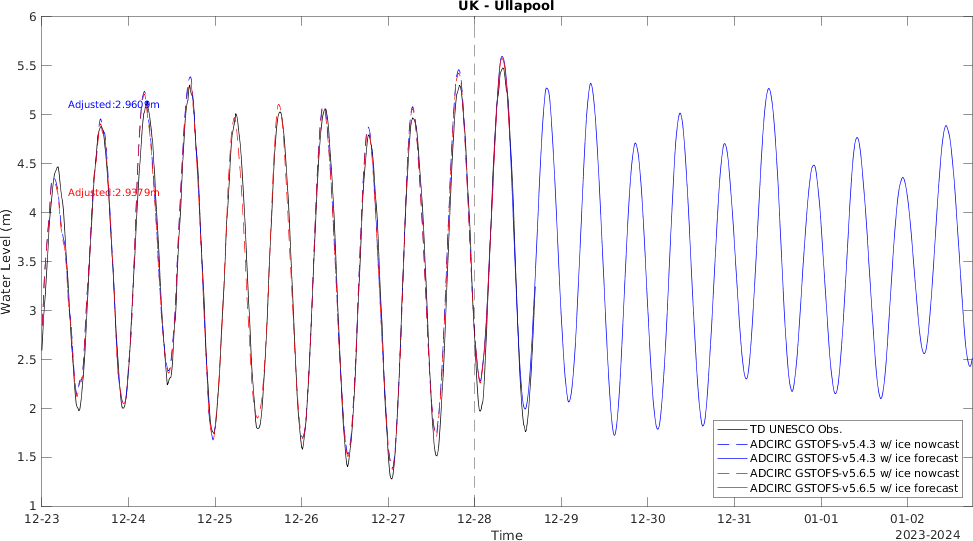 UK - Ullapool
6
5.5
5
4.5
4
3.5
3
2.5
2
1.5
1
Water Level (m)
Adjusted:2.9609m
Adjusted:2.9379m
TD UNESCO Obs.
ADCIRC GSTOFS-v5.4.3 w/ ice nowcast
ADCIRC GSTOFS-v5.4.3 w/ ice forecast
ADCIRC GSTOFS-v5.6.5 w/ ice nowcast
ADCIRC GSTOFS-v5.6.5 w/ ice forecast
12-23 12-24 12-25 12-26 12-27 12-28 12-29 12-30 12-31 01-01 01-02
Time
2023-2024